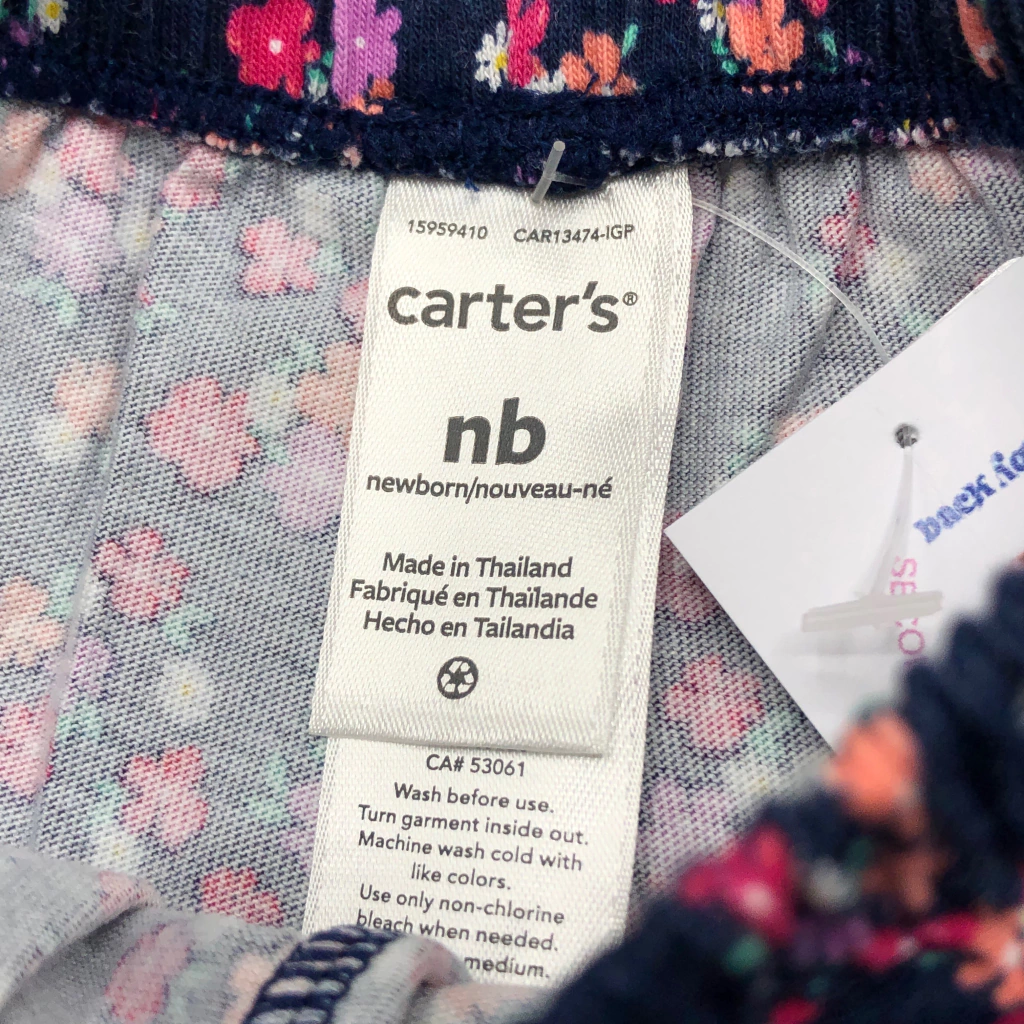 15959410 CAR13474-IGP
carter's®
nb
newborn/nouveau-né
Made in Thailand
Fabriqué en Thaïlande
Hecho en Tailandia
CA# 53061
Wash before use.
Turn garment inside out.
Machine wash cold with
like colors.
Use only non-chlorine
bleach when needed.
medium.
back